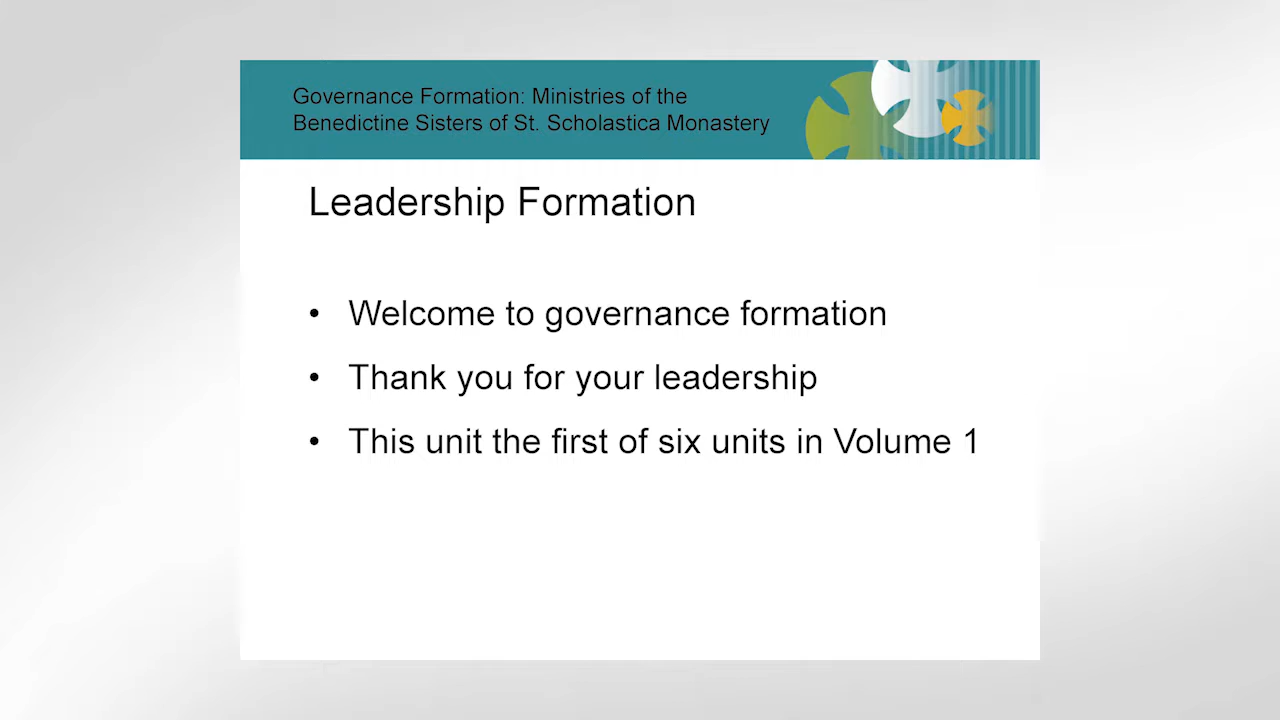 Governance Formation: Ministries of the
Benedictine Sisters of St. Scholastica Monastery
Leadership Formation
• Welcome to governance formation
• Thank you for your leadership
• This unit the first of six units in Volume 1